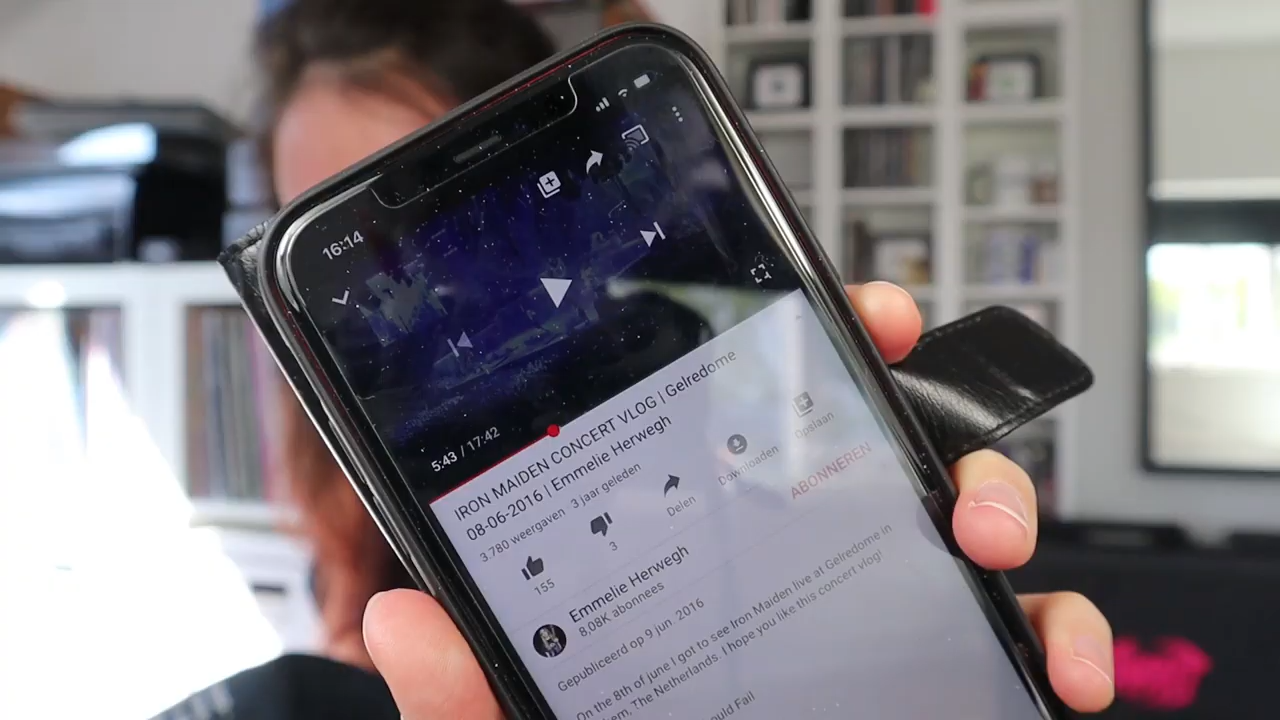 16:14
5:43 / 17:42
IRON MAIDEN CONCERT VLOG | Gelredome
08-06-2016 | Emmelie Herwegh
3.780 weergaven 3 jaar geleden
155
3
Delen
Downloaden
Opslaan
Emmelie Herwegh
8,08K abonnees
ABONNEREN
Gepubliceerd op 9 jun. 2016
On the 8th of june I got to see Iron Maiden live at Gelredome in
The Netherlands. I hope you like this concert vlog!
Fail